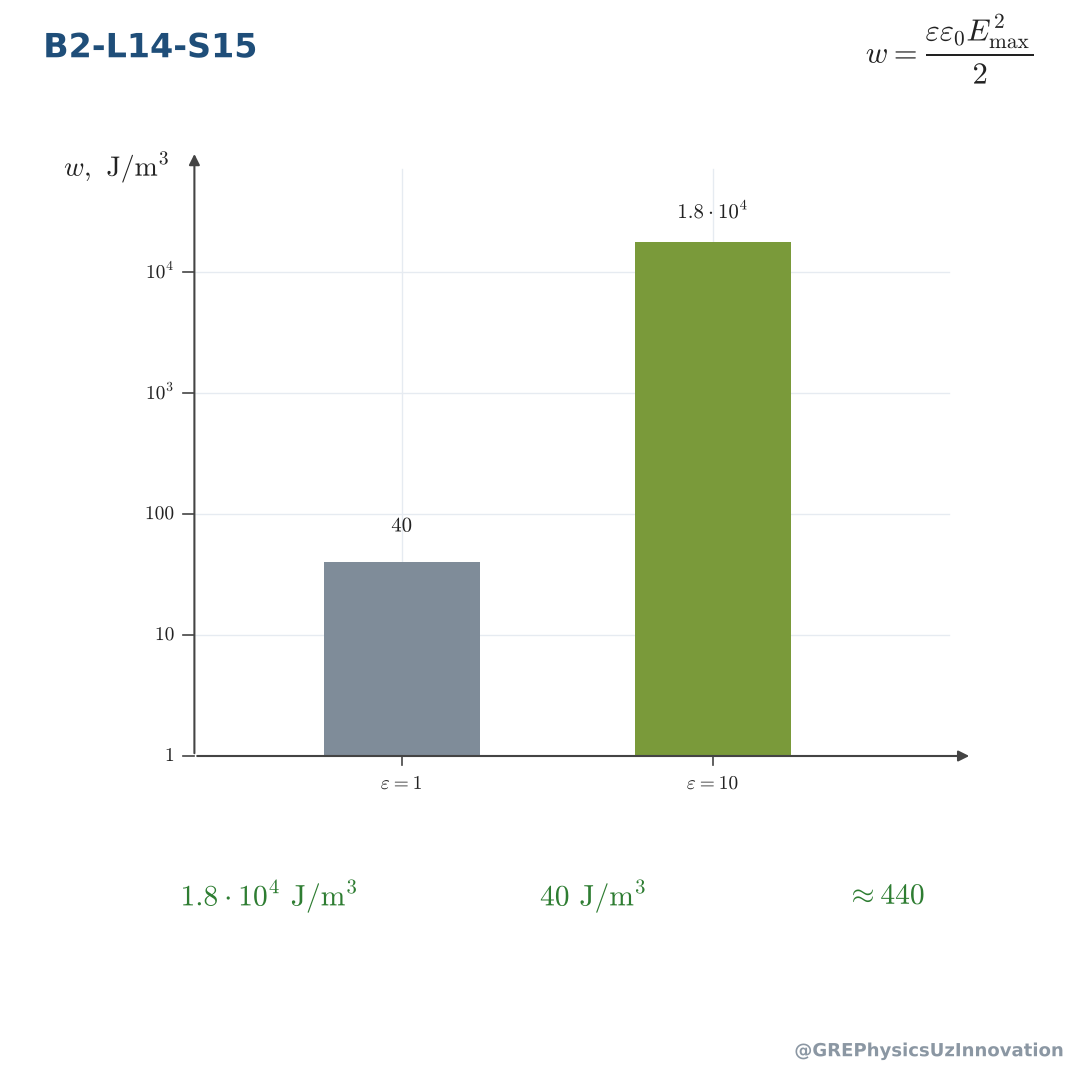 B2-L14-S15
w = εε₀E²max / 2
w, J/m³
1.8 · 10⁴
10⁴
10³
100
40
10
1
ε = 1
ε = 10
1.8 · 10⁴ J/m³
40 J/m³
≈ 440
@GREPhysicsUzInnovation